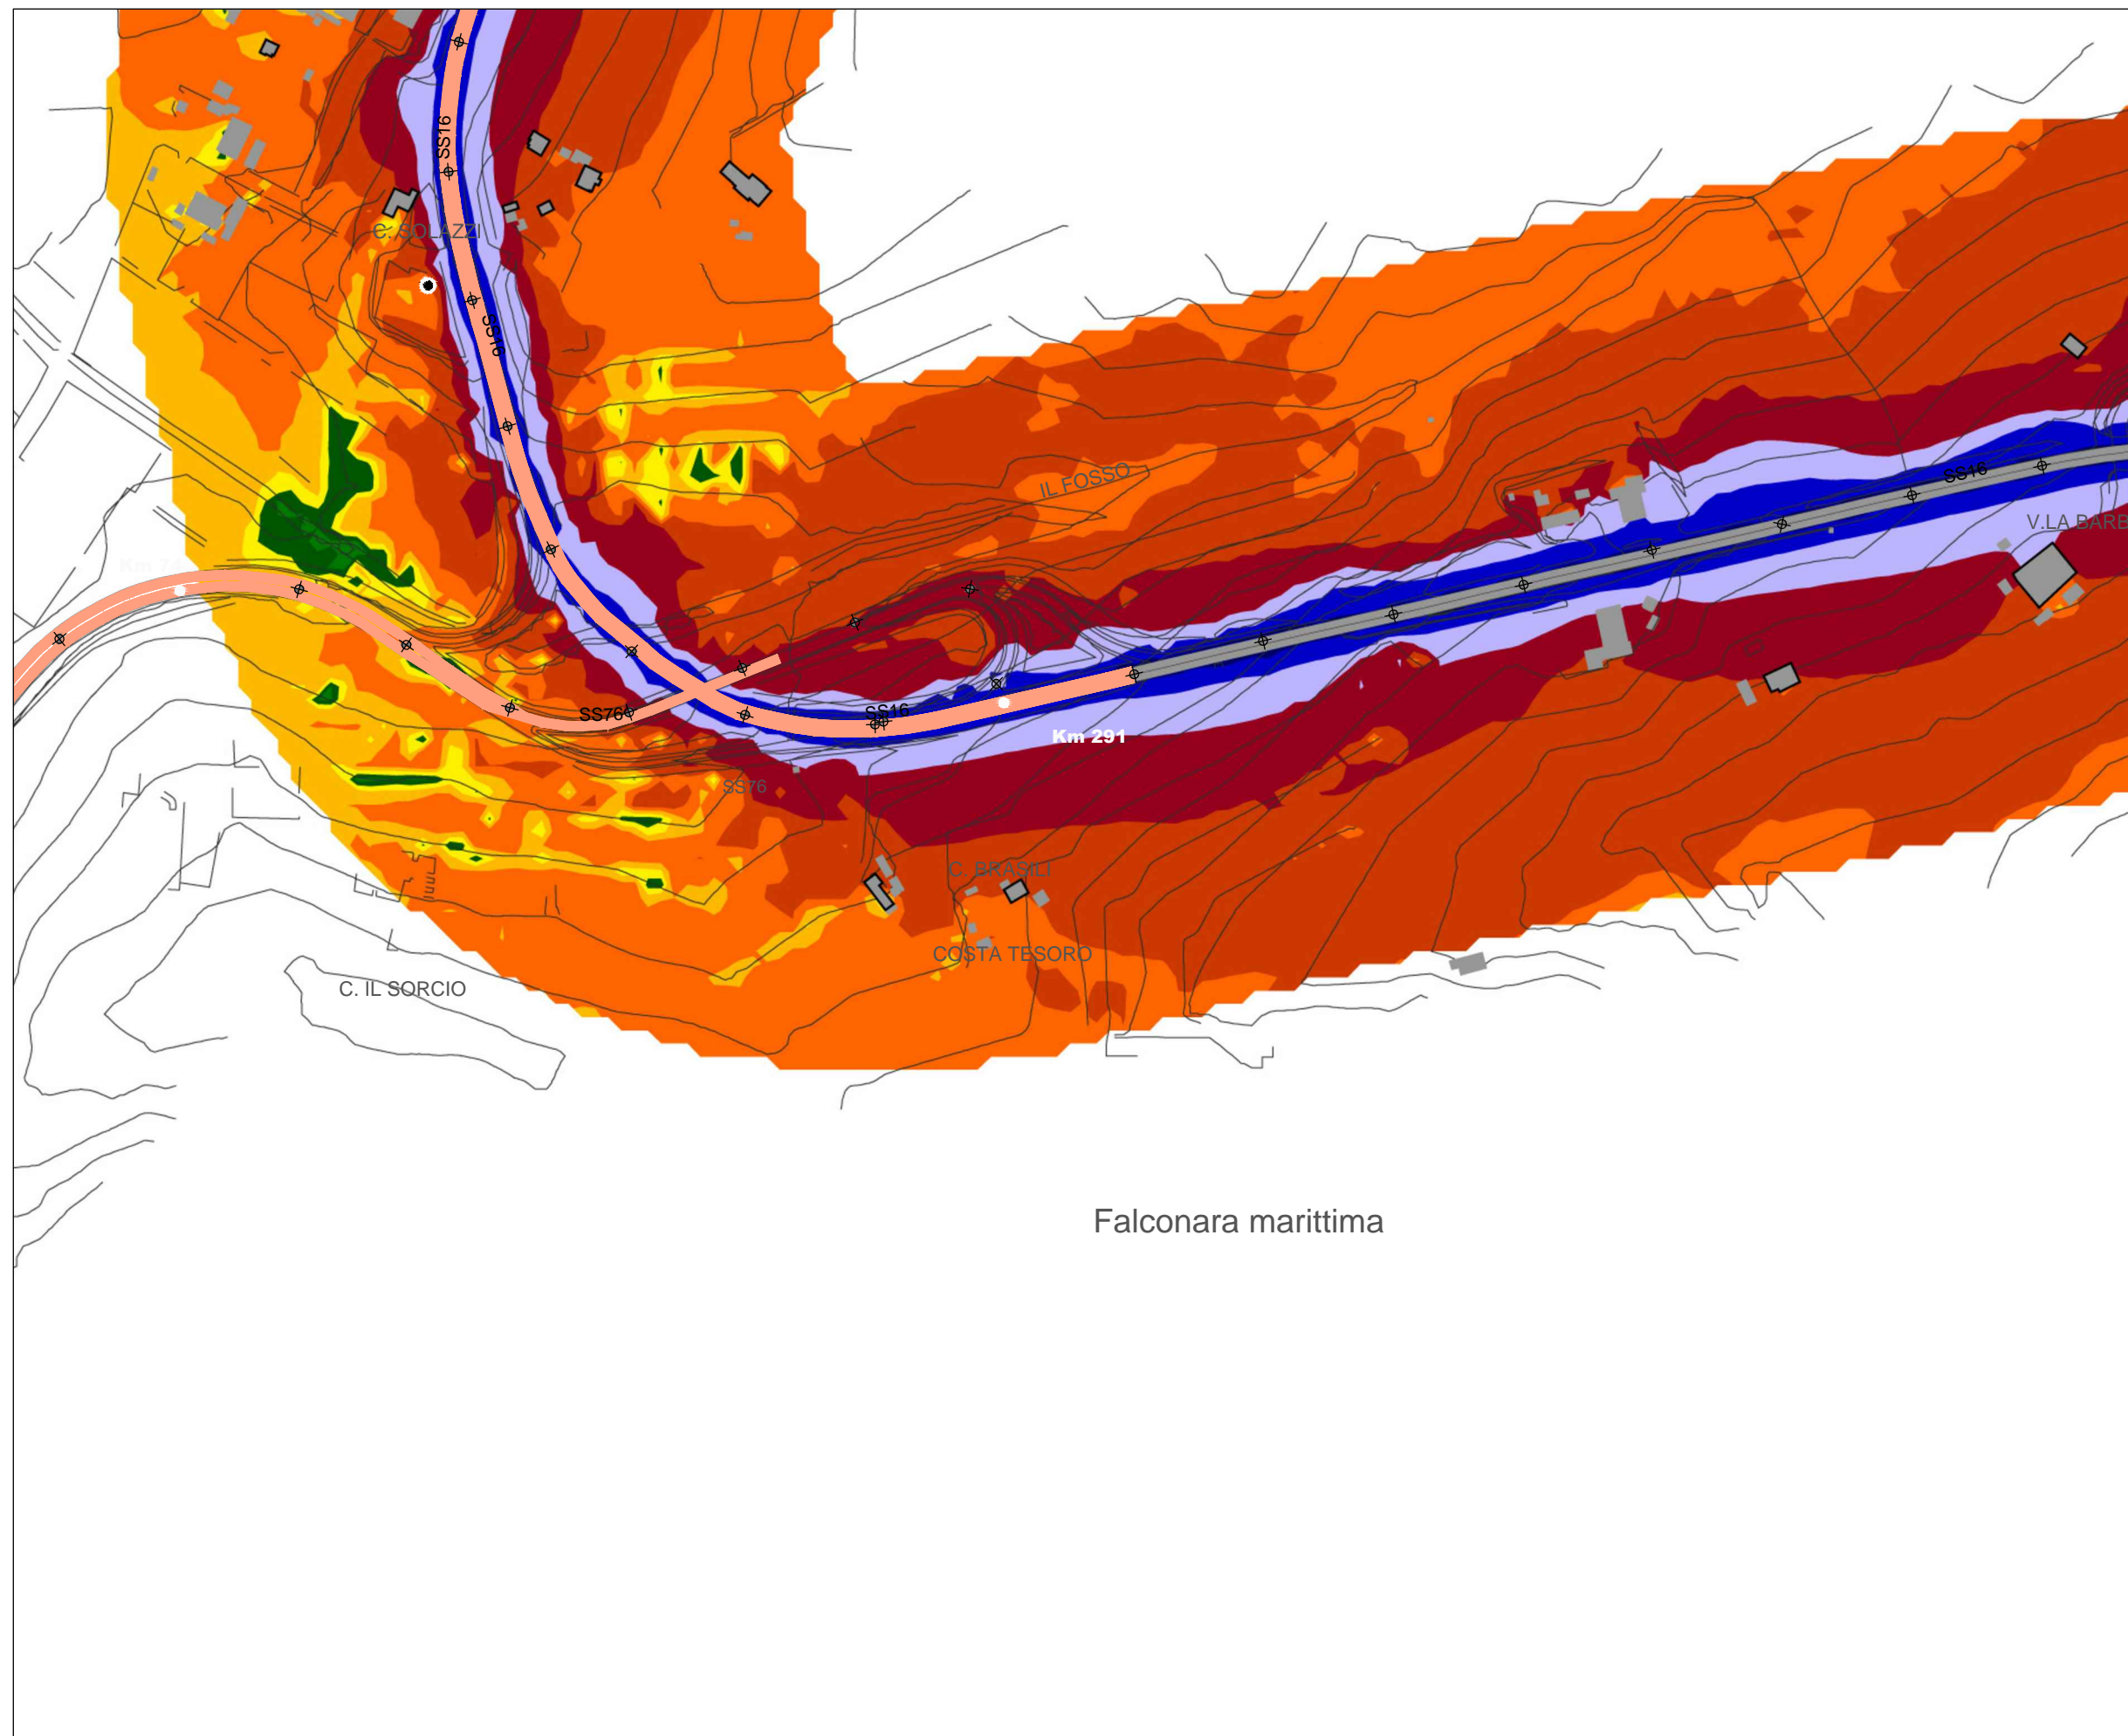 SS16
C. SOLAZZI
SS16
IL FOSSO
SS16
V.LA BARB
SS76
SS16
Km 291
SS76
C. BRASILI
COSTA TESORO
C. IL SORCIO
Falconara marittima